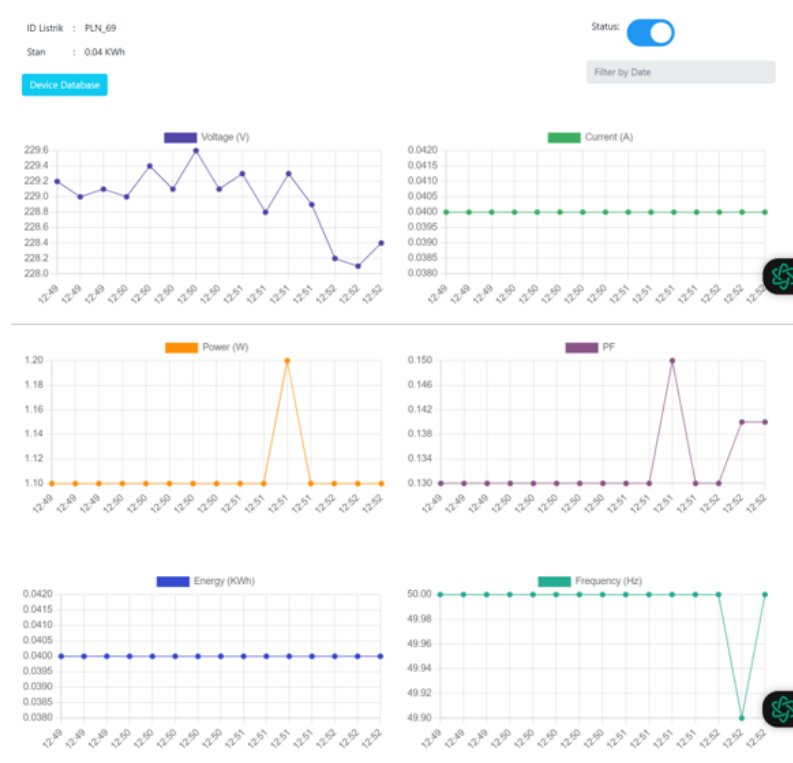 ID Listrik : PLN_69
Status:
Stan : 0.04 KWh
Filter by Date
Device Database
Voltage (V)
229.6
229.4
229.2
229.0
228.8
228.6
228.4
228.2
228.0
12:49 12:49 12:49 12:50 12:50 12:50 12:50 12:50 12:51 12:51 12:51 12:51 12:52 12:52 12:52
Current (A)
0.0420
0.0415
0.0410
0.0405
0.0400
0.0395
0.0390
0.0385
0.0380
12:49 12:49 12:49 12:50 12:50 12:50 12:50 12:50 12:51 12:51 12:51 12:51 12:52 12:52 12:52
Power (W)
1.20
1.18
1.16
1.14
1.12
1.10
12:49 12:49 12:49 12:50 12:50 12:50 12:50 12:50 12:51 12:51 12:51 12:51 12:52 12:52 12:52
PF
0.150
0.146
0.142
0.138
0.134
0.130
12:49 12:49 12:49 12:50 12:50 12:50 12:50 12:50 12:51 12:51 12:51 12:51 12:52 12:52 12:52
Energy (KWh)
0.0420
0.0415
0.0410
0.0405
0.0400
0.0395
0.0390
0.0385
0.0380
12:49 12:49 12:49 12:50 12:50 12:50 12:50 12:50 12:51 12:51 12:51 12:51 12:52 12:52 12:52
Frequency (Hz)
50.00
49.98
49.96
49.94
49.92
49.90
12:49 12:49 12:49 12:50 12:50 12:50 12:50 12:50 12:51 12:51 12:51 12:51 12:52 12:52 12:52